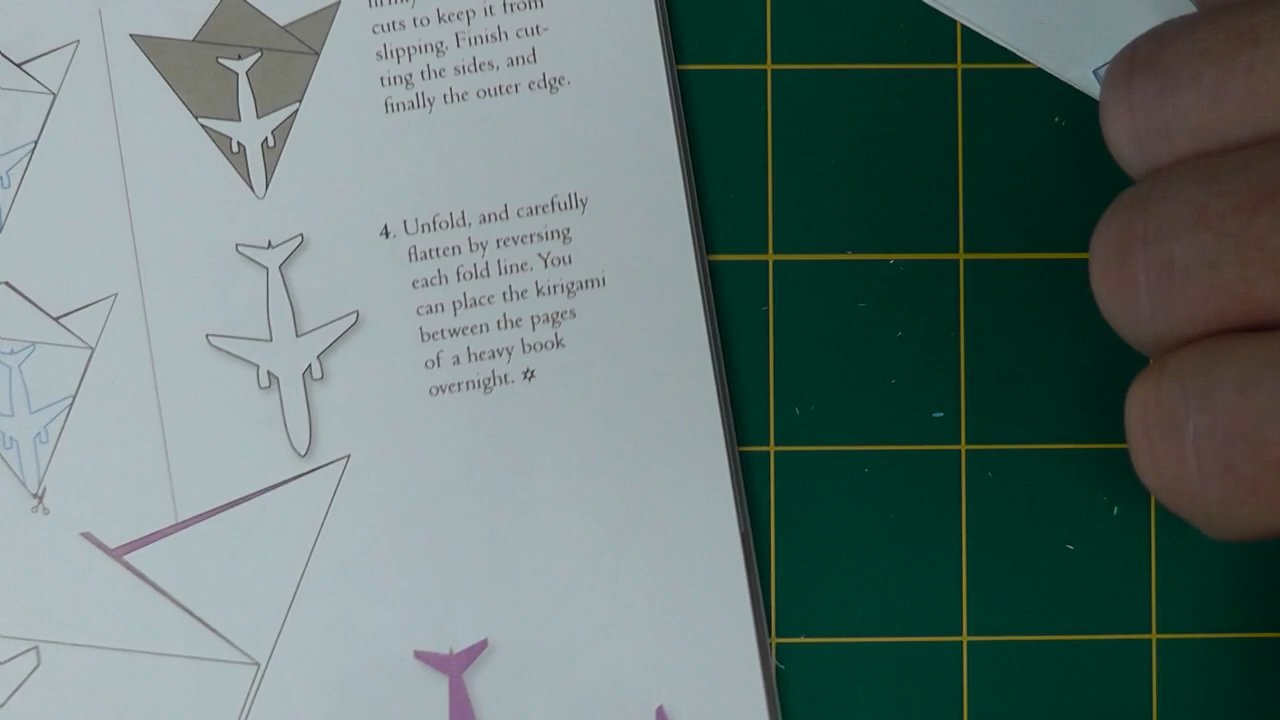 cuts to keep it from
slipping. Finish cut-
ting the sides, and
finally the outer edge.
4. Unfold, and carefully
flatten by reversing
each fold line. You
can place the kirigami
between the pages
of a heavy book
overnight. ✡